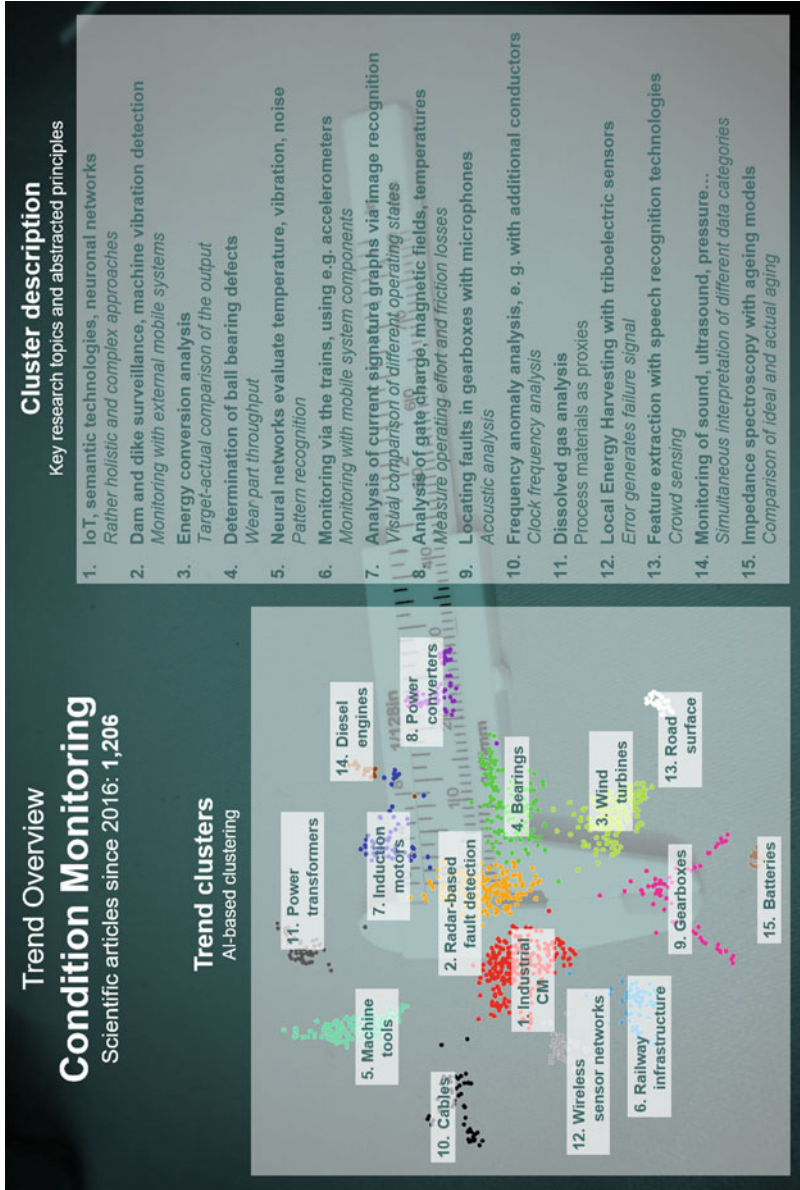 Trend Overview
Condition Monitoring
Scientific articles since 2016: 1,206
Trend clusters
AI-based clustering
11. Power
transformers
14. Diesel
engines
5. Machine
tools
7. Induction
motors
8. Power
converters
10. Cables
2. Radar-based
fault detection
1. Industrial
CM
4. Bearings
12. Wireless
sensor networks
3. Wind
turbines
6. Railway
infrastructure
9. Gearboxes
13. Road
surface
15. Batteries
Cluster description
Key research topics and abstracted principles
1. IoT, semantic technologies, neuronal networks
Rather holistic and complex approaches
2. Dam and dike surveillance, machine vibration detection
Monitoring with external mobile systems
3. Energy conversion analysis
Target-actual comparison of the output
4. Determination of ball bearing defects
Wear part throughput
5. Neural networks evaluate temperature, vibration, noise
Pattern recognition
6. Monitoring via the trains, using e.g. accelerometers
Monitoring with mobile system components
7. Analysis of current signature graphs via image recognition
Visual comparison of different operating states
8. Analysis of gate charge, magnetic fields, temperatures
Measure operating effort and friction losses
9. Locating faults in gearboxes with microphones
Acoustic analysis
10. Frequency anomaly analysis, e. g. with additional conductors
Clock frequency analysis
11. Dissolved gas analysis
Process materials as proxies
12. Local Energy Harvesting with triboelectric sensors
Error generates failure signal
13. Feature extraction with speech recognition technologies
Crowd sensing
14. Monitoring of sound, ultrasound, pressure…
Simultaneous interpretation of different data categories
15. Impedance spectroscopy with ageing models
Comparison of ideal and actual aging
1/128in